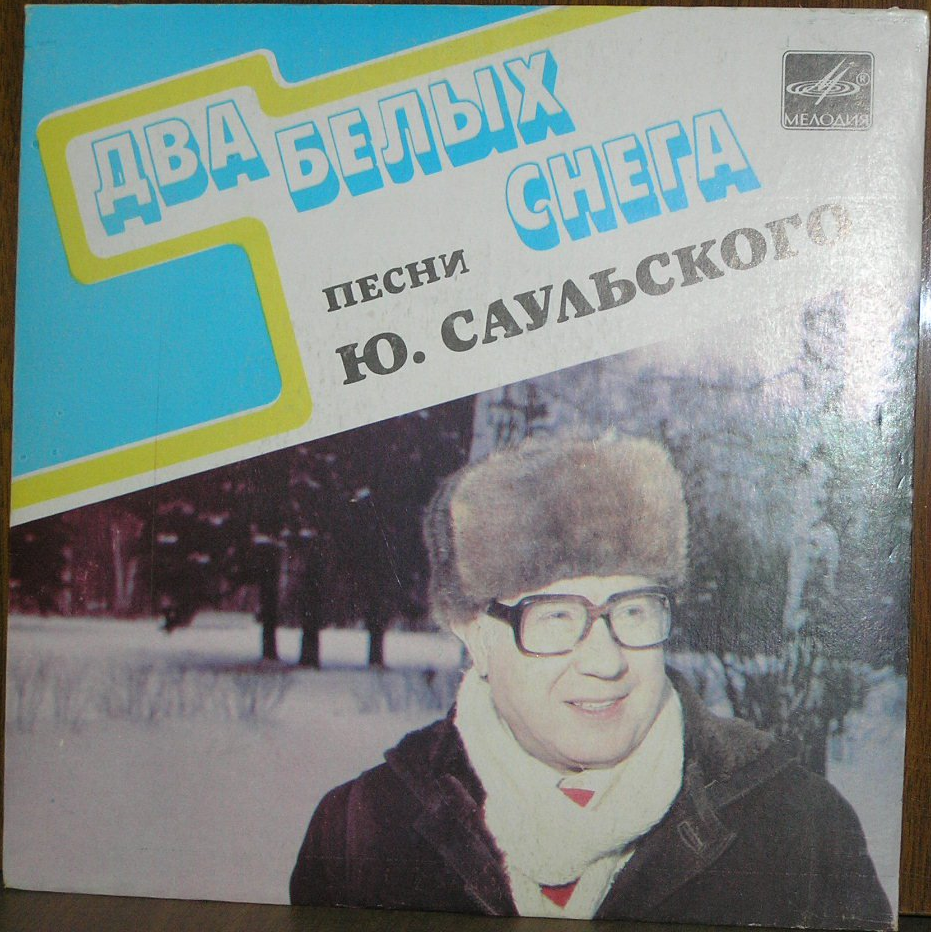 ДВА
БЕЛЫХ
СНЕГА
ПЕСНИ
Ю. САУЛЬСКОГО
®
МЕЛОДИЯ